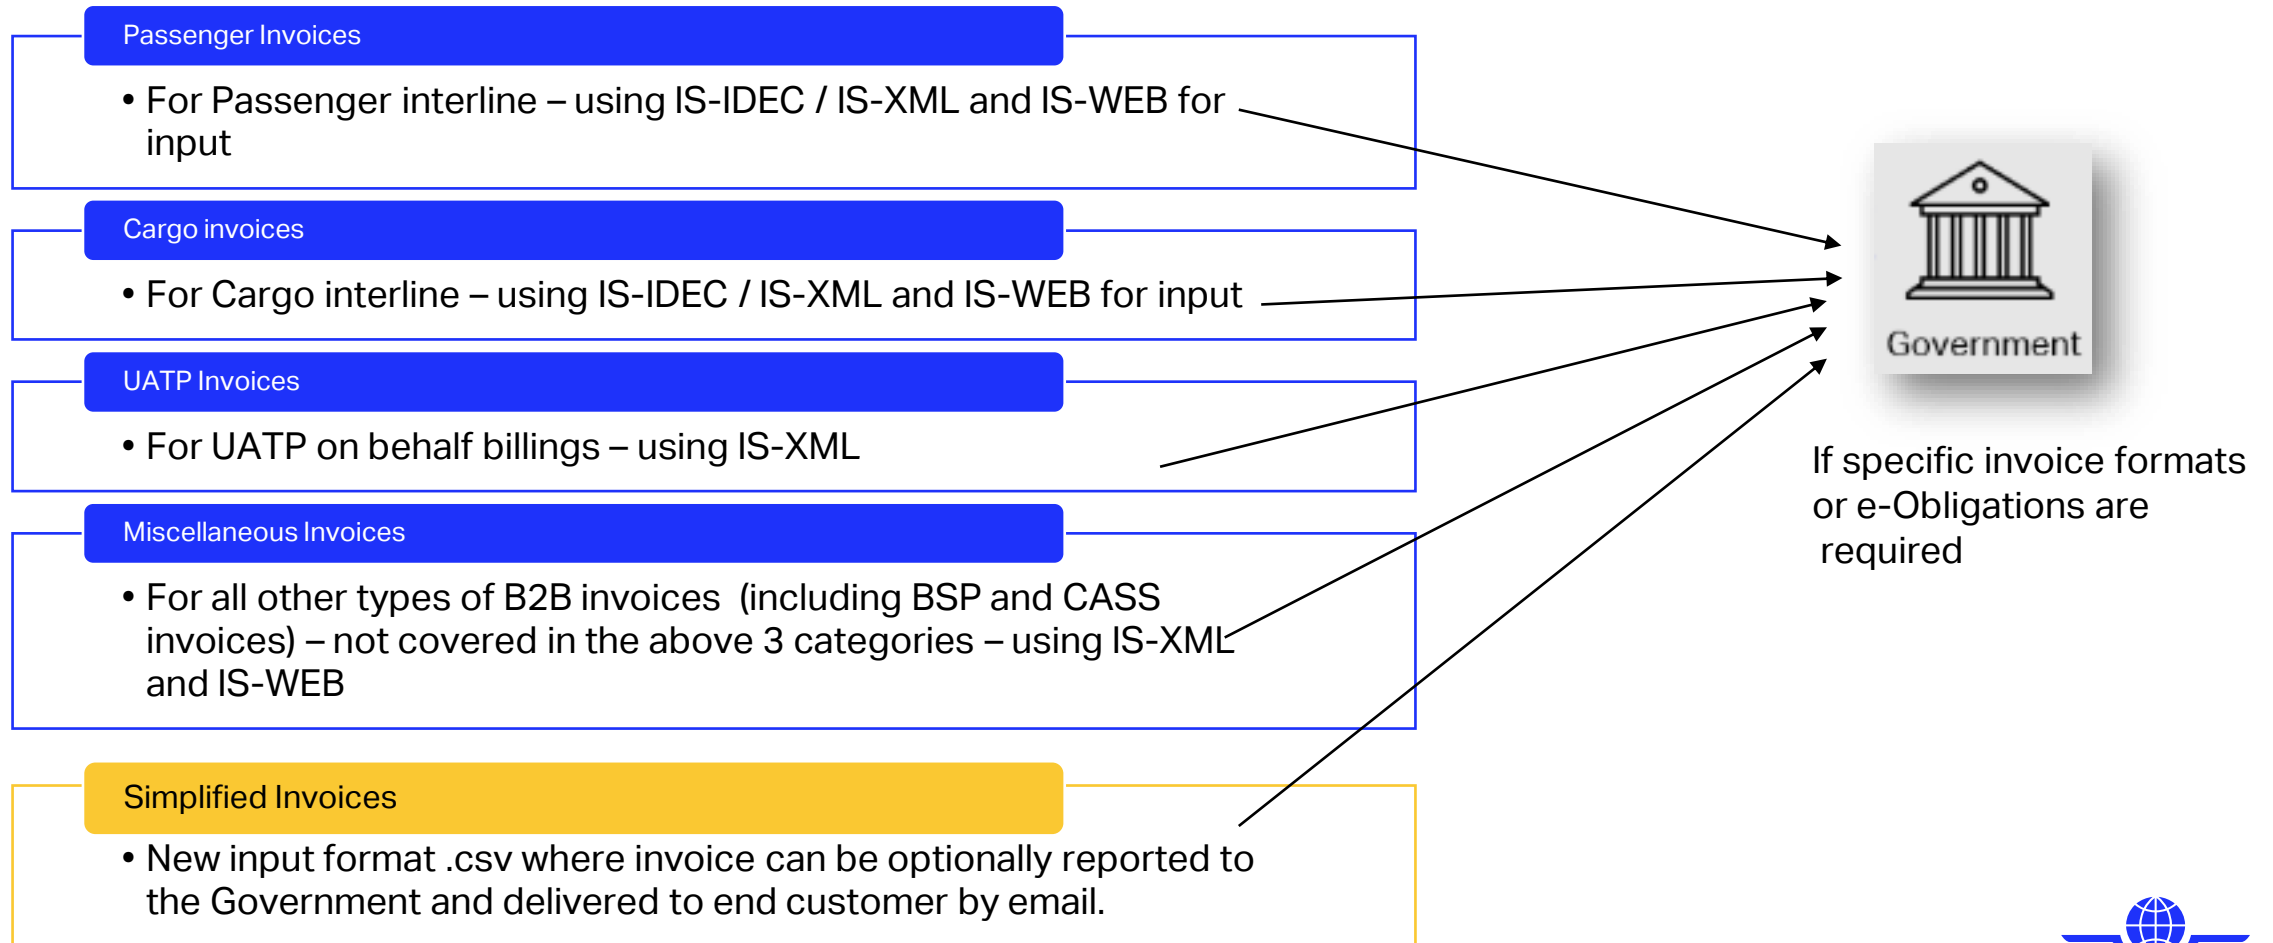 Passenger Invoices
• For Passenger interline – using IS-IDEC / IS-XML and IS-WEB for
input
Cargo invoices
• For Cargo interline – using IS-IDEC / IS-XML and IS-WEB for input
UATP Invoices
• For UATP on behalf billings – using IS-XML
Miscellaneous Invoices
• For all other types of B2B invoices (including BSP and CASS
invoices) – not covered in the above 3 categories – using IS-XML
and IS-WEB
Simplified Invoices
• New input format .csv where invoice can be optionally reported to
the Government and delivered to end customer by email.
Government
If specific invoice formats
or e-Obligations are
required